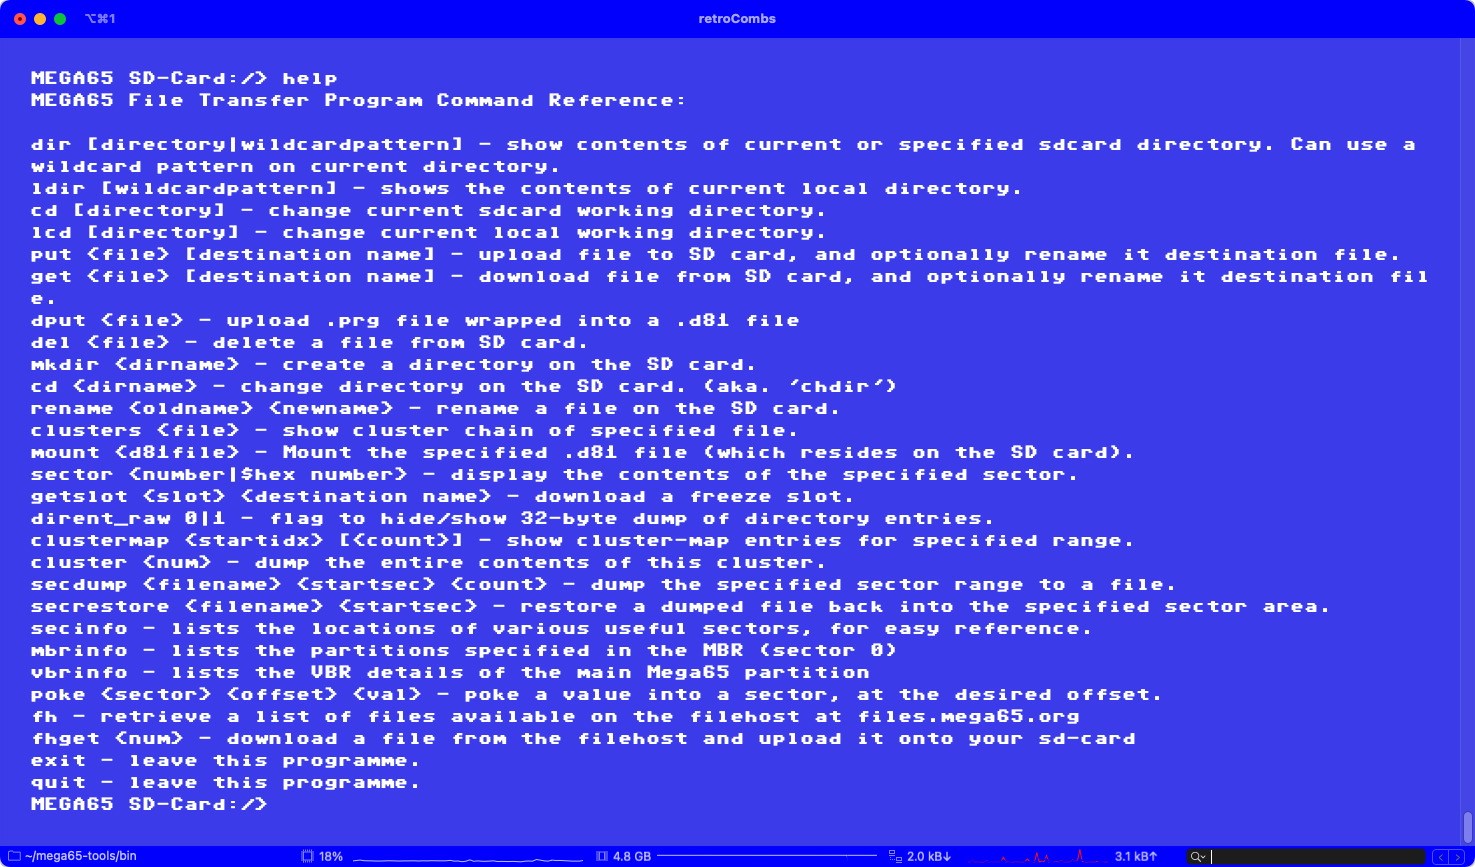 ⌥⌘1
retroCombs
MEGA65 SD-Card:/> help
MEGA65 File Transfer Program Command Reference:
dir [directory|wildcardpattern] - show contents of current or specified sdcard directory. Can use a
wildcard pattern on current directory.
ldir [wildcardpattern] - shows the contents of current local directory.
cd [directory] - change current sdcard working directory.
lcd [directory] - change current local working directory.
put <file> [destination name] - upload file to SD card, and optionally rename it destination file.
get <file> [destination name] - download file from SD card, and optionally rename it destination fil
e.
dput <file> - upload .prg file wrapped into a .d81 file
del <file> - delete a file from SD card.
mkdir <dirname> - create a directory on the SD card.
cd <dirname> - change directory on the SD card. (aka. 'chdir')
rename <oldname> <newname> - rename a file on the SD card.
clusters <file> - show cluster chain of specified file.
mount <d81file> - Mount the specified .d81 file (which resides on the SD card).
sector <number|$hex number> - display the contents of the specified sector.
getslot <slot> <destination name> - download a freeze slot.
dirent_raw 0|1 - flag to hide/show 32-byte dump of directory entries.
clustermap <startidx> [<count>] - show cluster-map entries for specified range.
cluster <num> - dump the entire contents of this cluster.
secdump <filename> <startsec> <count> - dump the specified sector range to a file.
secrestore <filename> <startsec> - restore a dumped file back into the specified sector area.
secinfo - lists the locations of various useful sectors, for easy reference.
mbrinfo - lists the partitions specified in the MBR (sector 0)
vbrinfo - lists the VBR details of the main Mega65 partition
poke <sector> <offset> <val> - poke a value into a sector, at the desired offset.
fh - retrieve a list of files available on the filehost at files.mega65.org
fhget <num> - download a file from the filehost and upload it onto your sd-card
exit - leave this programme.
quit - leave this programme.
MEGA65 SD-Card:/>
~/mega65-tools/bin 18% 4.8 GB 2.0 kB↓ 3.1 kB↑